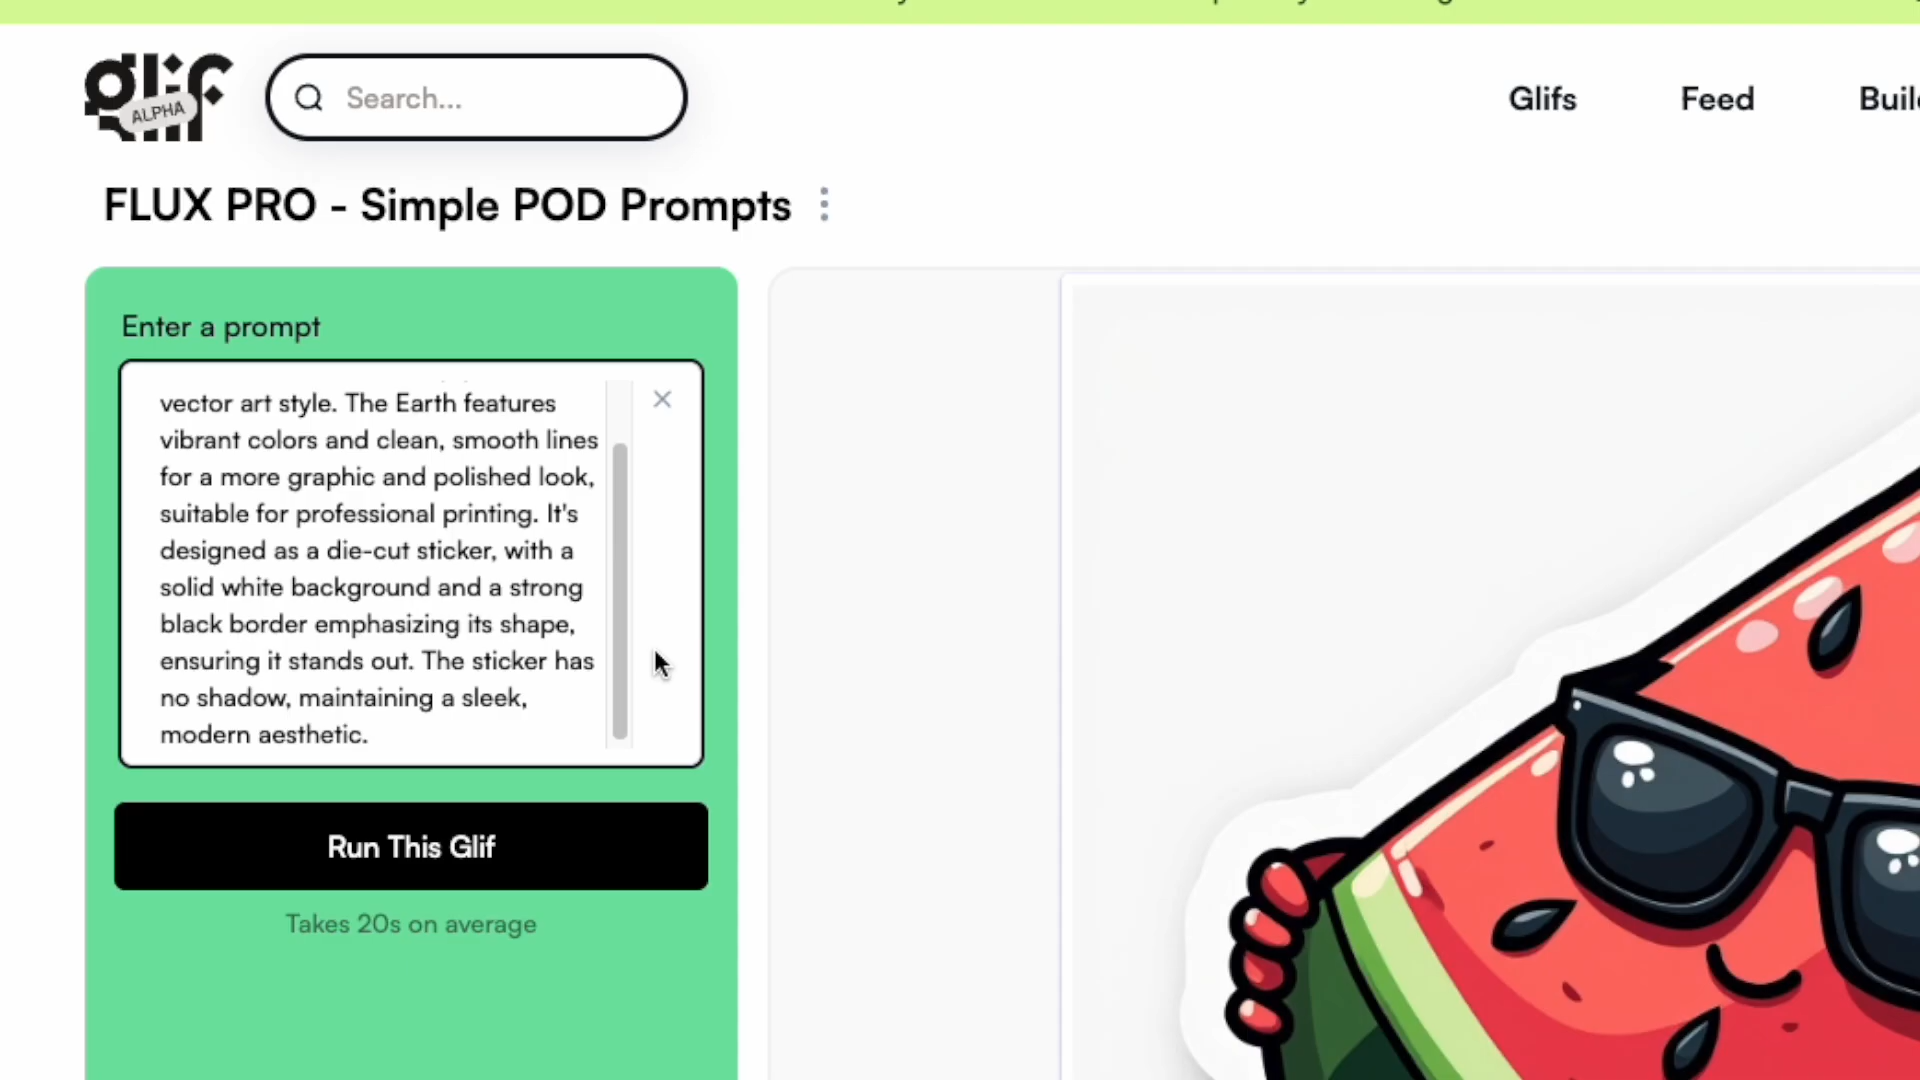 glif
ALPHA
Search...
Glifs
Feed
FLUX PRO - Simple POD Prompts
Enter a prompt
vector art style. The Earth features
vibrant colors and clean, smooth lines
for a more graphic and polished look,
suitable for professional printing. It's
designed as a die-cut sticker, with a
solid white background and a strong
black border emphasizing its shape,
ensuring it stands out. The sticker has
no shadow, maintaining a sleek,
modern aesthetic.
Run This Glif
Takes 20s on average